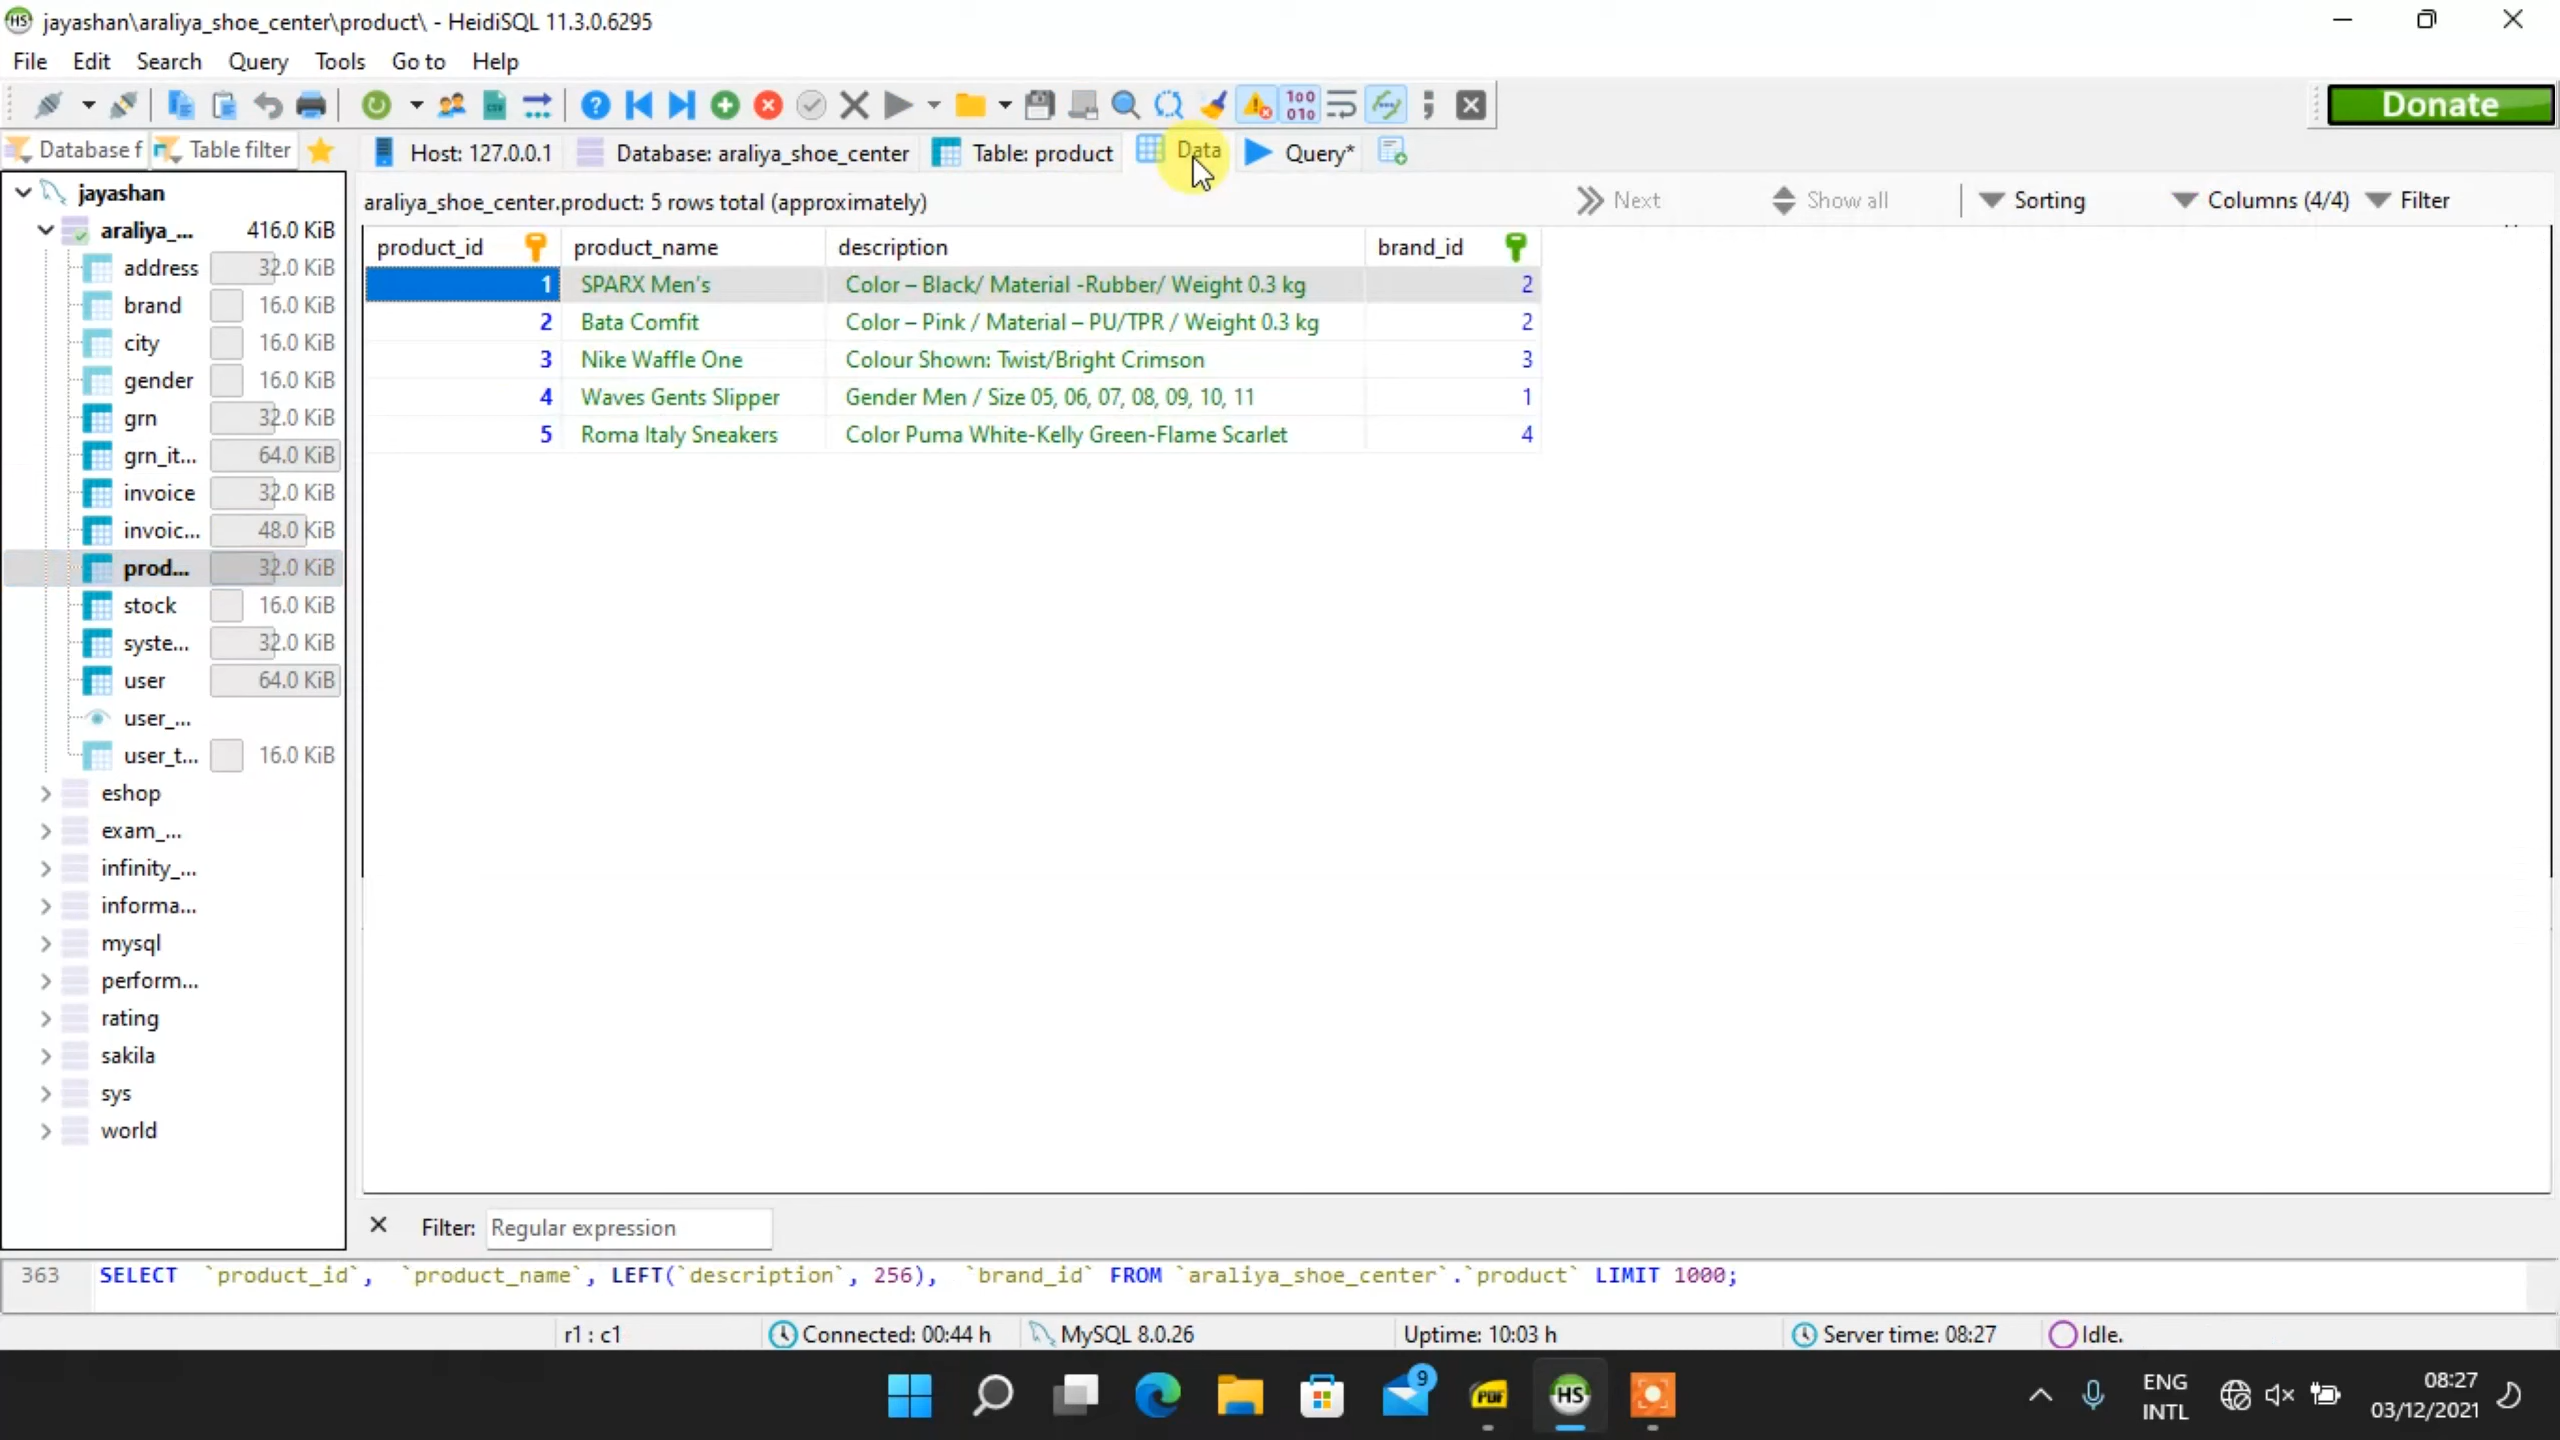 HS jayashan\araliya_shoe_center\product\ - HeidiSQL 11.3.0.6295
File Edit Search Query Tools Go to Help
Donate
Database f Table filter Host: 127.0.0.1 Database: araliya_shoe_center Table: product Data Query*
jayashan
araliya_... 416.0 KiB
address 32.0 KiB
brand 16.0 KiB
city 16.0 KiB
gender 16.0 KiB
grn 32.0 KiB
grn_it... 64.0 KiB
invoice 32.0 KiB
invoic... 48.0 KiB
prod... 32.0 KiB
stock 16.0 KiB
syste... 32.0 KiB
user 64.0 KiB
user_...
user_t... 16.0 KiB
eshop
exam_...
infinity_...
informa...
mysql
perform...
rating
sakila
sys
world
araliya_shoe_center.product: 5 rows total (approximately) Next Show all Sorting Columns (4/4) Filter
product_id product_name description brand_id
1 SPARX Men's Color – Black/ Material -Rubber/ Weight 0.3 kg 2
2 Bata Comfit Color – Pink / Material – PU/TPR / Weight 0.3 kg 2
3 Nike Waffle One Colour Shown: Twist/Bright Crimson 3
4 Waves Gents Slipper Gender Men / Size 05, 06, 07, 08, 09, 10, 11 1
5 Roma Italy Sneakers Color Puma White-Kelly Green-Flame Scarlet 4
Filter: Regular expression
363 SELECT `product_id`, `product_name`, LEFT(`description`, 256), `brand_id` FROM `araliya_shoe_center`.`product` LIMIT 1000;
r1 : c1 Connected: 00:44 h MySQL 8.0.26 Uptime: 10:03 h Server time: 08:27 Idle.
9 PDF HS
ENG
INTL
08:27
03/12/2021